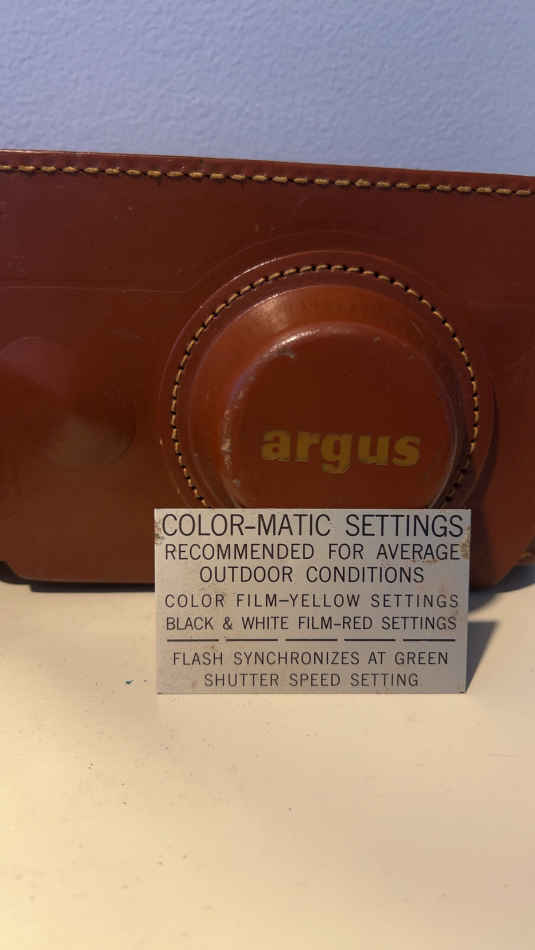 argus
COLOR-MATIC SETTINGS
RECOMMENDED FOR AVERAGE
OUTDOOR CONDITIONS
COLOR FILM–YELLOW SETTINGS
BLACK & WHITE FILM–RED SETTINGS
FLASH SYNCHRONIZES AT GREEN
SHUTTER SPEED SETTING